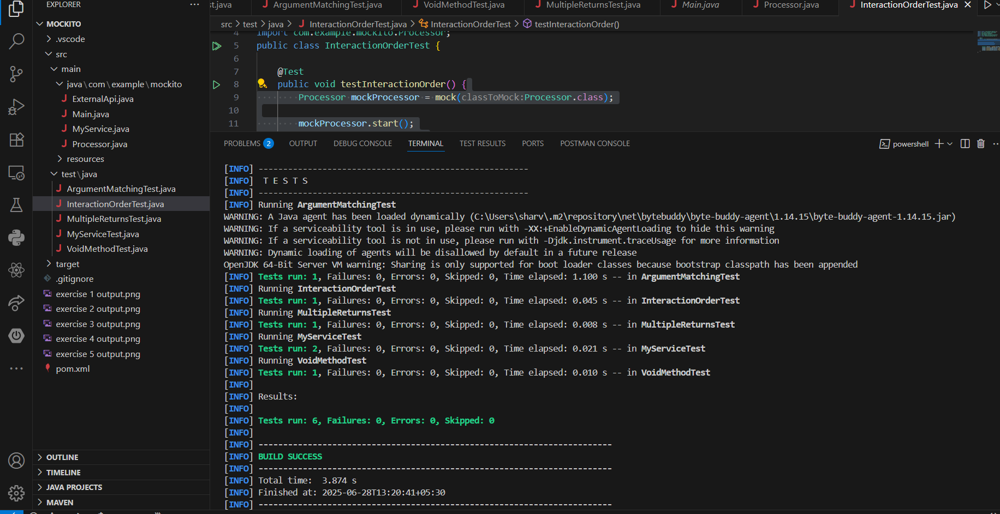 EXPLORER
st.java
ArgumentMatchingTest.java
VoidMethodTest.java
MultipleReturnsTest.java
Main.java
Processor.java
InteractionOrderTest.java
MOCKITO
.vscode
src
main
java\com\example\mockito
ExternalApi.java
Main.java
MyService.java
Processor.java
resources
test\java
ArgumentMatchingTest.java
InteractionOrderTest.java
MultipleReturnsTest.java
MyServiceTest.java
VoidMethodTest.java
target
.gitignore
exercise 1 output.png
exercise 2 output.png
exercise 3 output.png
exercise 4 output.png
exercise 5 output.png
pom.xml
OUTLINE
TIMELINE
JAVA PROJECTS
MAVEN
src > test > java > InteractionOrderTest.java > InteractionOrderTest > testInteractionOrder()
4 import com.example.mockito.Processor;
5 public class InteractionOrderTest {
6
7 @Test
8 public void testInteractionOrder() {
9 Processor mockProcessor = mock(classToMock:Processor.class);
10
11 mockProcessor.start();
PROBLEMS 2 OUTPUT DEBUG CONSOLE TERMINAL TEST RESULTS PORTS POSTMAN CONSOLE
powershell
[INFO] -------------------------------------------------------
[INFO]  T E S T S
[INFO] -------------------------------------------------------
[INFO] Running ArgumentMatchingTest
WARNING: A Java agent has been loaded dynamically (C:\Users\sharv\.m2\repository\net\bytebuddy\byte-buddy-agent\1.14.15\byte-buddy-agent-1.14.15.jar)
WARNING: If a serviceability tool is in use, please run with -XX:+EnableDynamicAgentLoading to hide this warning
WARNING: If a serviceability tool is not in use, please run with -Djdk.instrument.traceUsage for more information
WARNING: Dynamic loading of agents will be disallowed by default in a future release
OpenJDK 64-Bit Server VM warning: Sharing is only supported for boot loader classes because bootstrap classpath has been appended
[INFO] Tests run: 1, Failures: 0, Errors: 0, Skipped: 0, Time elapsed: 1.100 s -- in ArgumentMatchingTest
[INFO] Running InteractionOrderTest
[INFO] Tests run: 1, Failures: 0, Errors: 0, Skipped: 0, Time elapsed: 0.045 s -- in InteractionOrderTest
[INFO] Running MultipleReturnsTest
[INFO] Tests run: 1, Failures: 0, Errors: 0, Skipped: 0, Time elapsed: 0.008 s -- in MultipleReturnsTest
[INFO] Running MyServiceTest
[INFO] Tests run: 2, Failures: 0, Errors: 0, Skipped: 0, Time elapsed: 0.021 s -- in MyServiceTest
[INFO] Running VoidMethodTest
[INFO] Tests run: 1, Failures: 0, Errors: 0, Skipped: 0, Time elapsed: 0.010 s -- in VoidMethodTest
[INFO]
[INFO] Results:
[INFO]
[INFO] Tests run: 6, Failures: 0, Errors: 0, Skipped: 0
[INFO]
[INFO] ------------------------------------------------------------------------
[INFO] BUILD SUCCESS
[INFO] ------------------------------------------------------------------------
[INFO] Total time:  3.874 s
[INFO] Finished at: 2025-06-28T13:20:41+05:30
[INFO] ------------------------------------------------------------------------